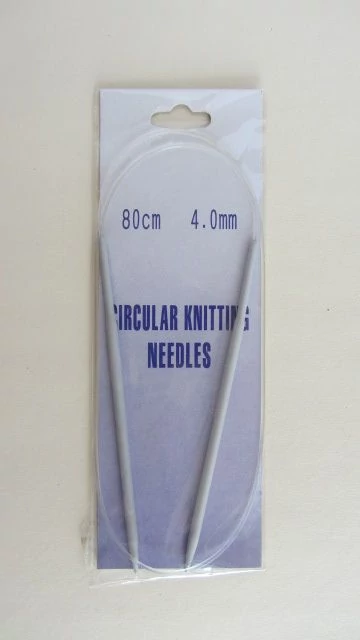 80cm 4.0mm
CIRCULAR KNITTING
NEEDLES